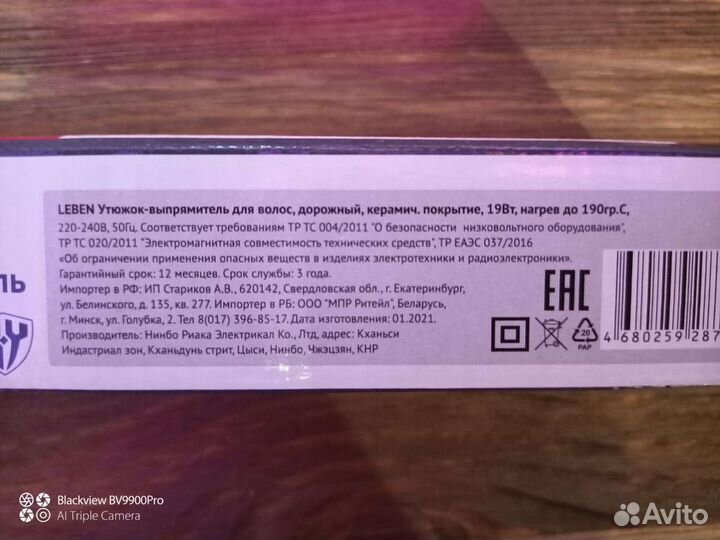 LEBEN Утюжок-выпрямитель для волос, дорожный, керамич. покрытие, 19Вт, нагрев до 190гр.С,
220-240В, 50Гц. Соответствует требованиям ТР ТС 004/2011 "О безопасности низковольтного оборудования",
ТР ТС 020/2011 "Электромагнитная совместимость технических средств", ТР ЕАЭС 037/2016
«Об ограничении применения опасных веществ в изделиях электротехники и радиоэлектроники».
Гарантийный срок: 12 месяцев. Срок службы: 3 года.
Импортер в РФ: ИП Стариков А.В., 620142, Свердловская обл., г. Екатеринбург,
ул. Белинского, д. 135, кв. 277. Импортер в РБ: ООО "МПР Ритейл", Беларусь,
г. Минск, ул. Голубка, 2. Тел 8(017) 396-85-17. Дата изготовления: 01.2021.
Производитель: Нинбо Риака Электрикал Ко., Лтд, адрес: Кханьси
Индастриал зон, Кханьдунь стрит, Цыси, Нинбо, Чжэцзян, КНР
ль
EAC
20
PAP
4 680259 287
Blackview BV9900Pro
AI Triple Camera
Avito